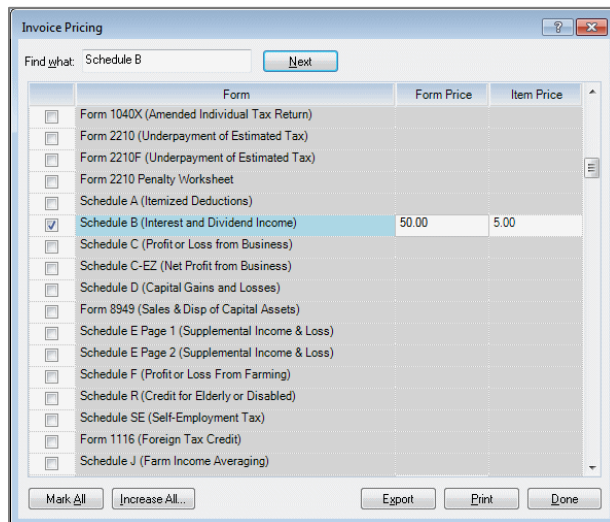 Invoice Pricing
Find what: Schedule B Next
Form Form Price Item Price
Form 1040X (Amended Individual Tax Return)
Form 2210 (Underpayment of Estimated Tax)
Form 2210F (Underpayment of Estimated Tax)
Form 2210 Penalty Worksheet
Schedule A (Itemized Deductions)
Schedule B (Interest and Dividend Income) 50.00 5.00
Schedule C (Profit or Loss from Business)
Schedule C-EZ (Net Profit from Business)
Schedule D (Capital Gains and Losses)
Form 8949 (Sales & Disp of Capital Assets)
Schedule E Page 1 (Supplemental Income & Loss)
Schedule E Page 2 (Supplemental Income & Loss)
Schedule F (Profit or Loss From Farming)
Schedule R (Credit for Elderly or Disabled)
Schedule SE (Self-Employment Tax)
Form 1116 (Foreign Tax Credit)
Schedule J (Farm Income Averaging)
Mark All Increase All... Export Print Done